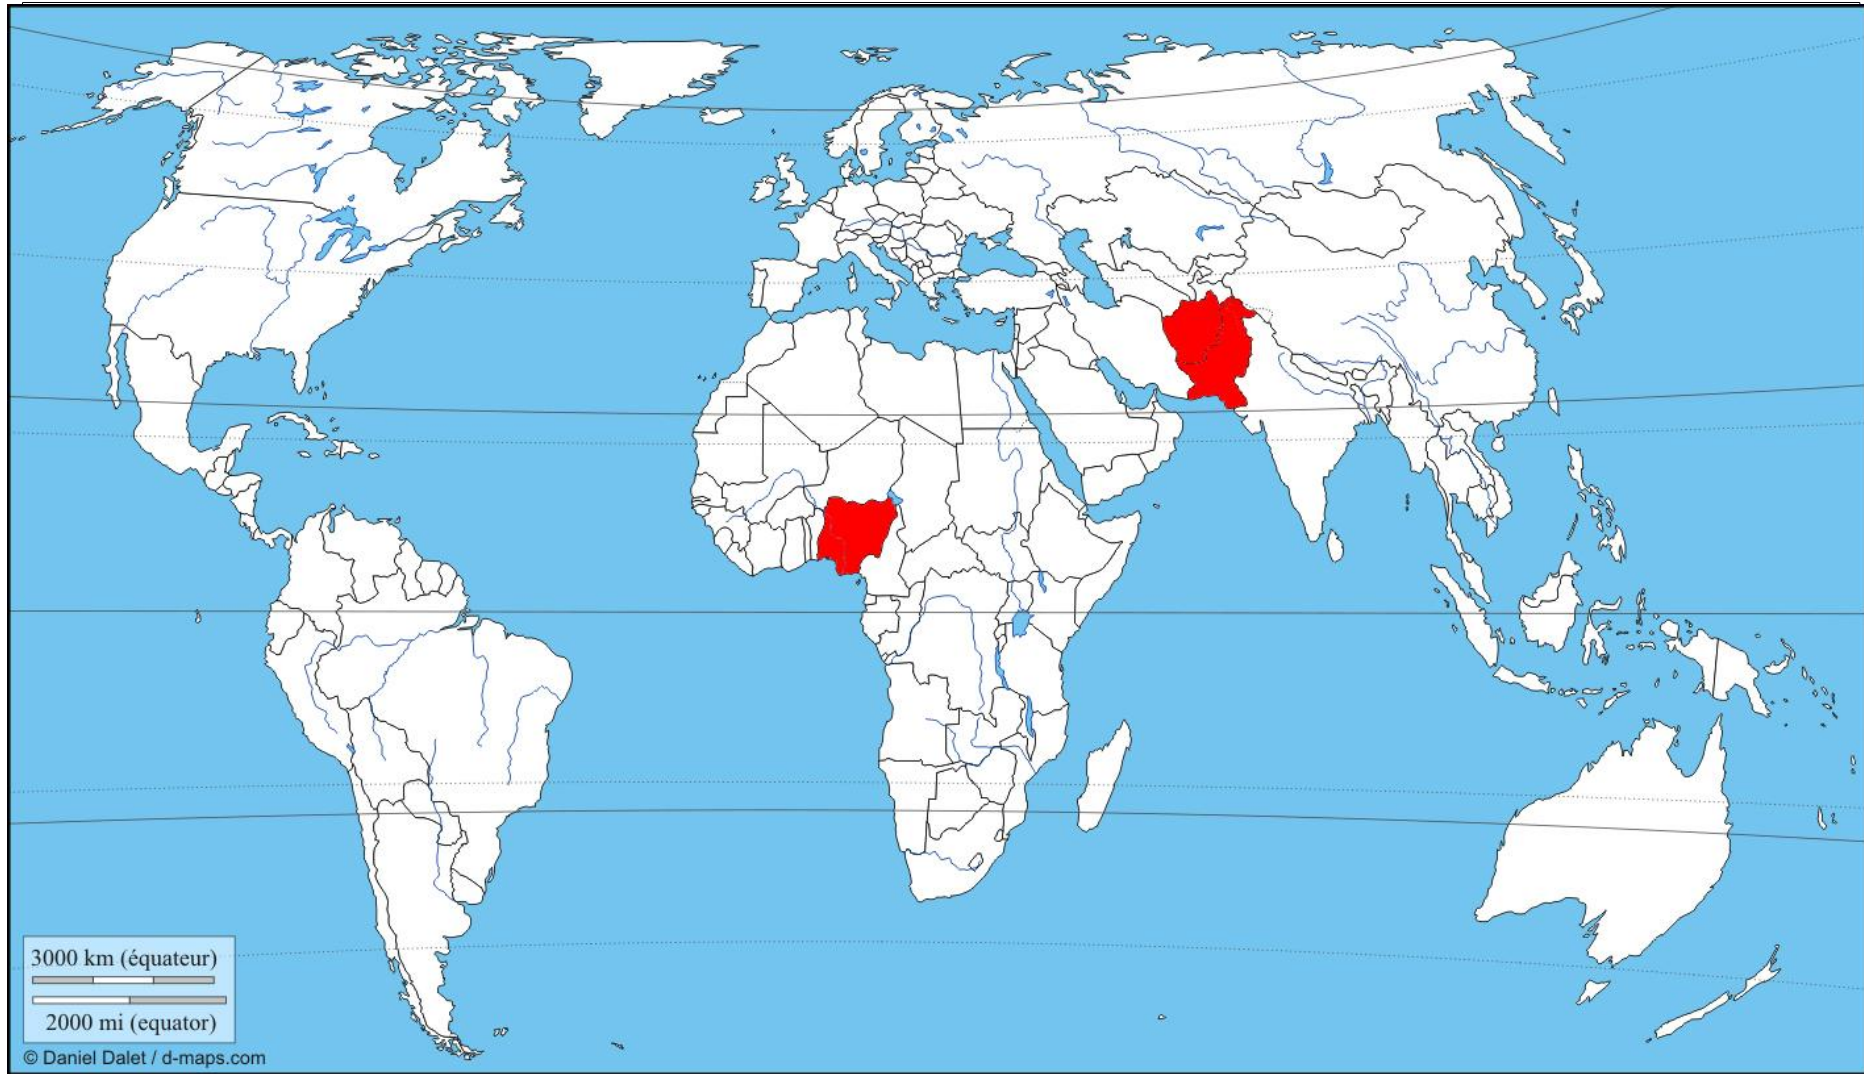 3000 km (équateur)
2000 mi (equator)
© Daniel Dalet / d-maps.com